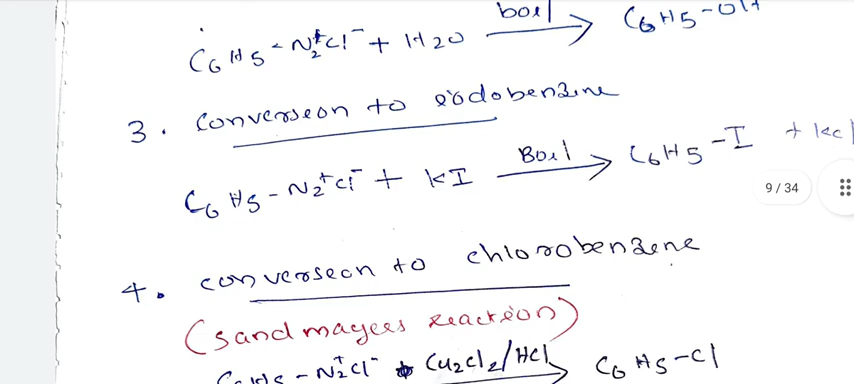 C6H5-N2+Cl- + H2O boil → C6H5-OH
3. Converseon to eodobenzene
C6H5-N2+Cl- + KI Boil → C6H5-I + kcl
9 / 34
4. converseon to chlorobenzene
(sandmayees reaction)
C6H5-N2+Cl- + Cu2Cl2/HCl → C6H5-Cl